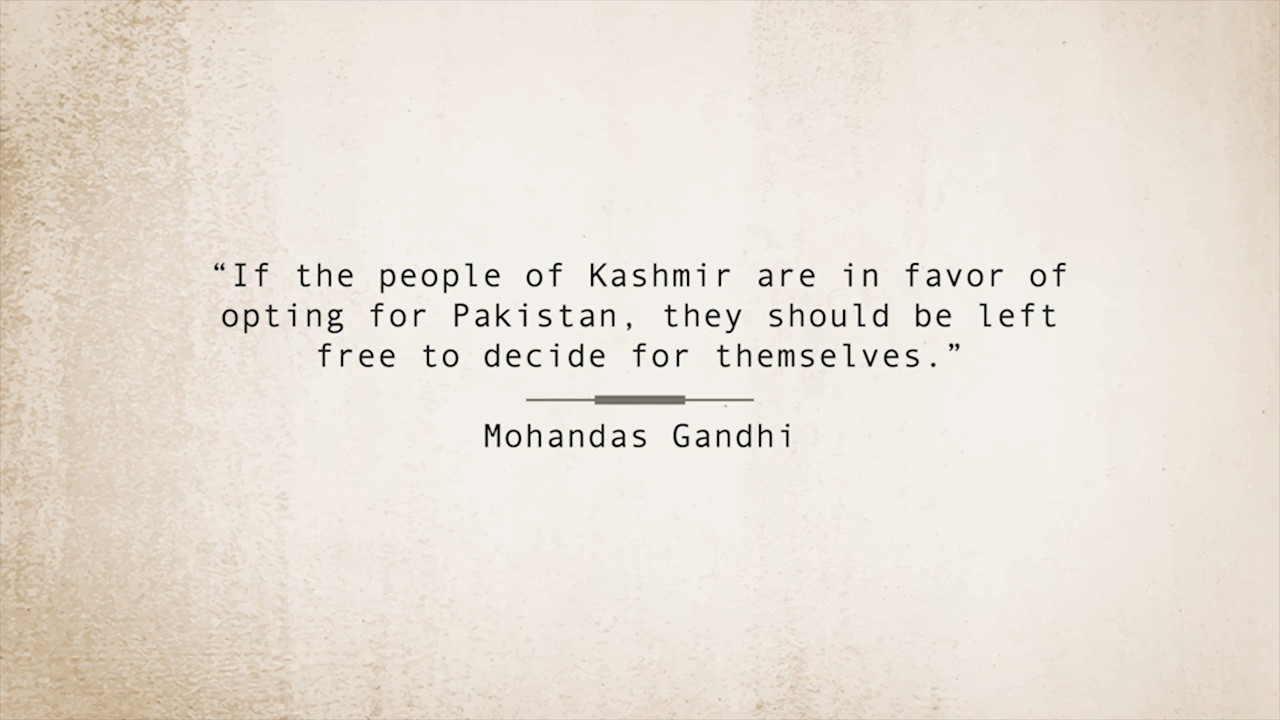 “If the people of Kashmir are in favor of
opting for Pakistan, they should be left
free to decide for themselves.”
Mohandas Gandhi